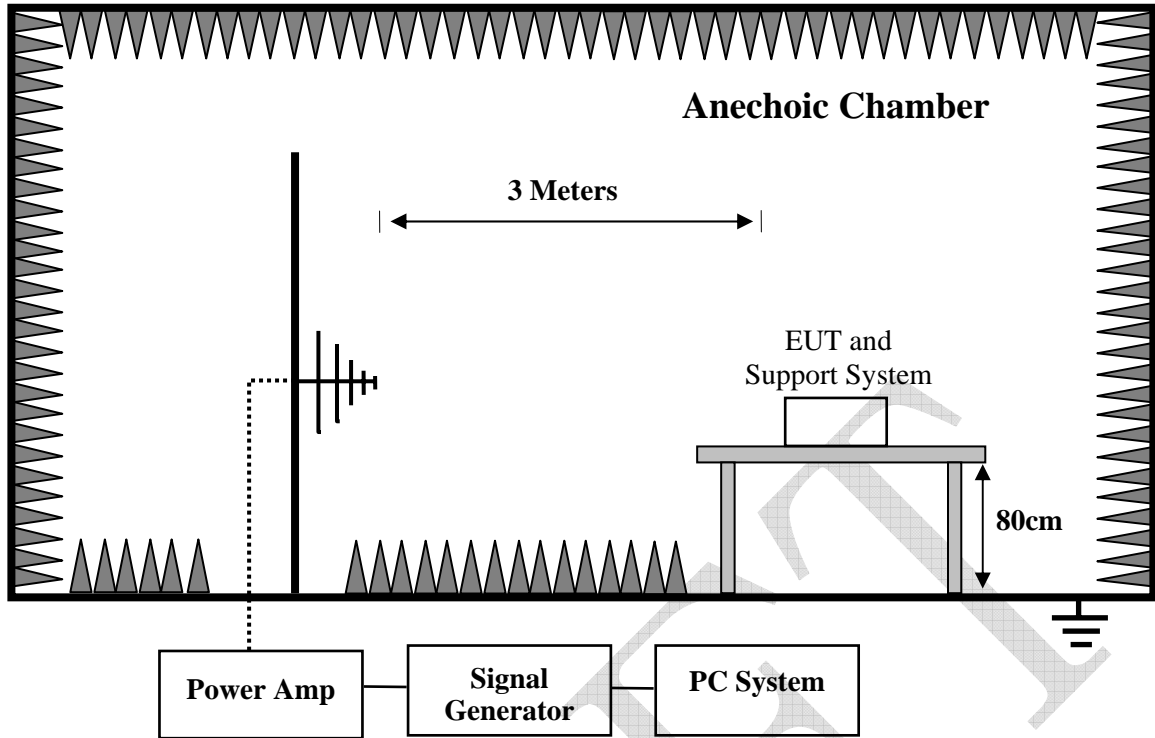 Anechoic Chamber
3 Meters
EUT and
Support System
80cm
Power Amp
Signal
Generator
PC System